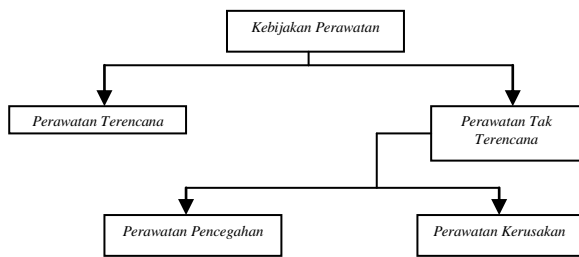 Kebijakan Perawatan
Perawatan Terencana
Perawatan Tak
Terencana
Perawatan Pencegahan
Perawatan Kerusakan